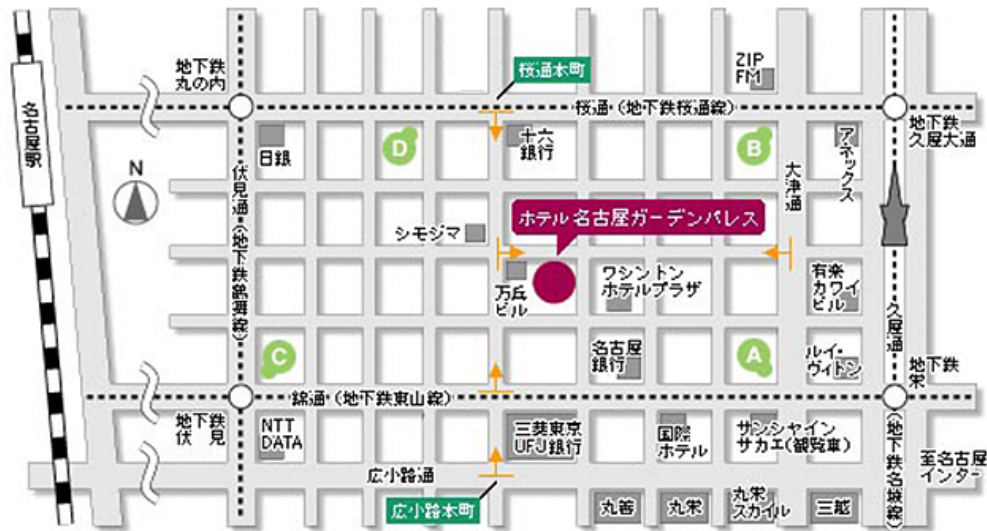 ZIP
FM
地下鉄
丸の内
桜通本町
桜通（地下鉄桜通線）
地下鉄
久屋大通
名古屋駅
日銀
D
十六
銀行
B
アネックス
大津通
N
伏見通（地下鉄鶴舞線）
シモジマ
ホテル 名古屋ガーデンパレス
万兵
ビル
ワシントン
ホテルプラザ
有楽
カワイ
ビル
久屋通
C
名古屋
銀行
A
ルイ・
ヴィトン
地下鉄
栄
錦通（地下鉄東山線）
地下鉄
伏見
NTT
DATA
三菱東京
UFJ銀行
国際
ホテル
サンシャイン
サカエ(観覧車)
（地下鉄名城線）
至名古屋
インター
広小路通
広小路本町
丸善
丸栄
丸栄
スカイル
三越